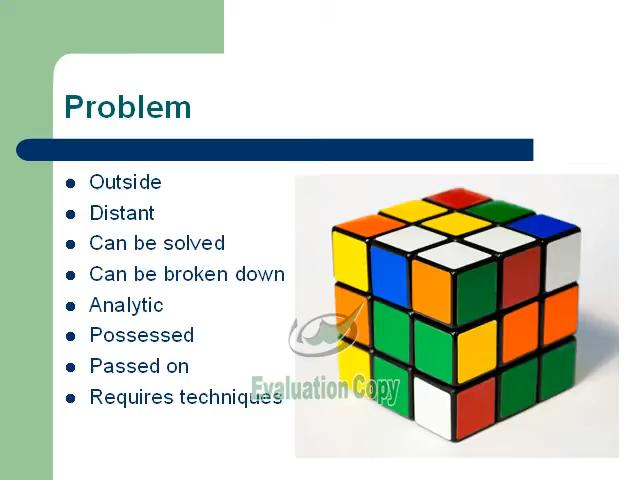 Problem
Outside
Distant
Can be solved
Can be broken down
Analytic
Possessed
Passed on
Requires techniques
Evaluation Copy